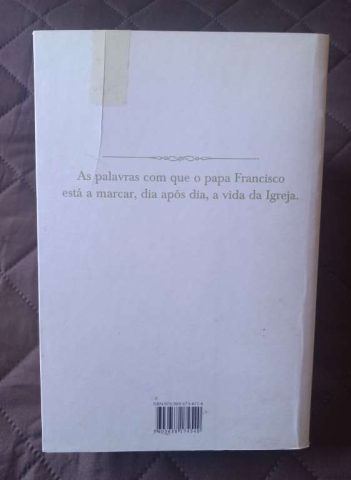 As palavras com que o papa Francisco
está a marcar, dia após dia, a vida da Igreja.